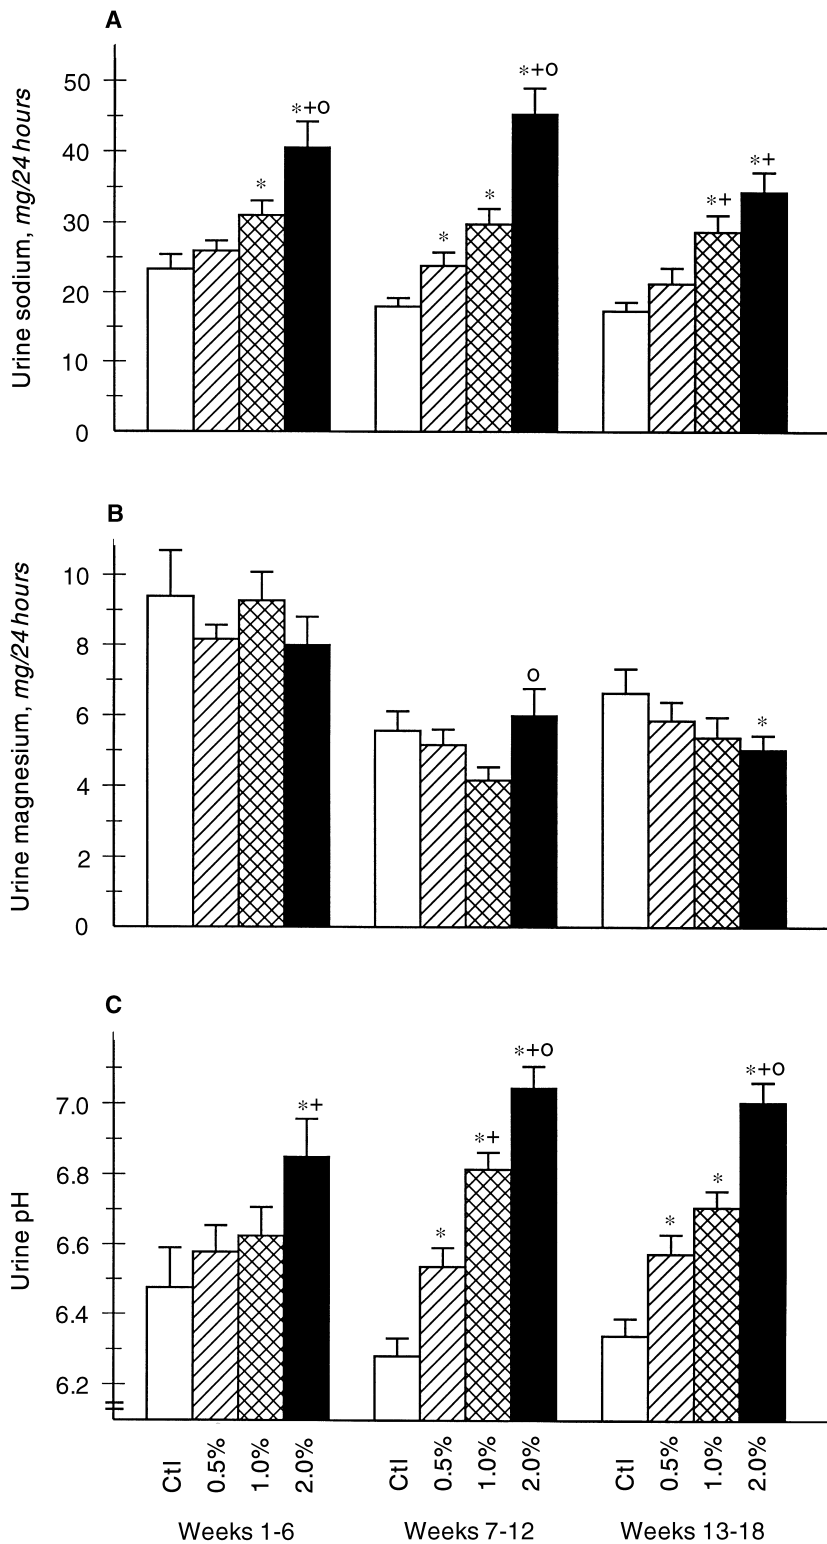 A
Urine sodium, mg/24 hours
50
40
30
20
10
0
*+o
*
*
*
*+o
*+
*+
B
Urine magnesium, mg/24 hours
10
8
6
4
2
0
o
*
C
Urine pH
7.0
6.8
6.6
6.4
6.2
*+
*
*+
*+o
*
*
*+o
Ctl
0.5%
1.0%
2.0%
Ctl
0.5%
1.0%
2.0%
Ctl
0.5%
1.0%
2.0%
Weeks 1-6
Weeks 7-12
Weeks 13-18